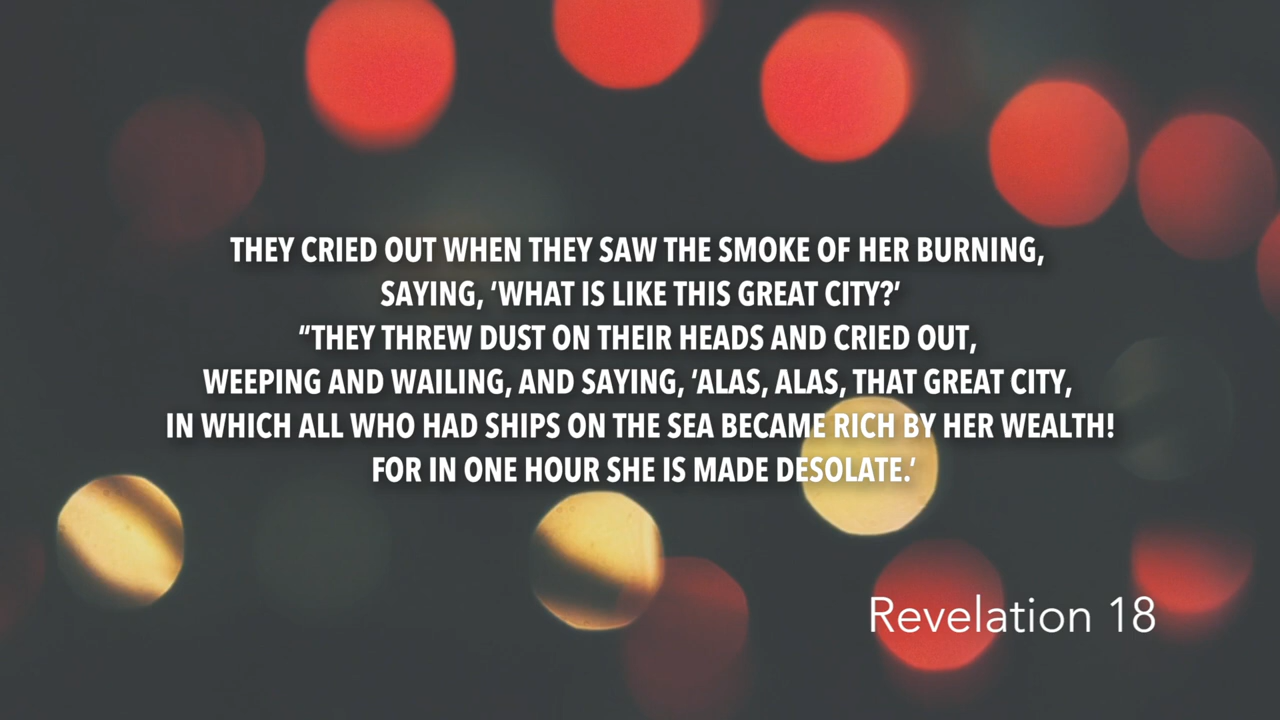 THEY CRIED OUT WHEN THEY SAW THE SMOKE OF HER BURNING,
SAYING, ‘WHAT IS LIKE THIS GREAT CITY?’
“THEY THREW DUST ON THEIR HEADS AND CRIED OUT,
WEEPING AND WAILING, AND SAYING, ‘ALAS, ALAS, THAT GREAT CITY,
IN WHICH ALL WHO HAD SHIPS ON THE SEA BECAME RICH BY HER WEALTH!
FOR IN ONE HOUR SHE IS MADE DESOLATE.’
Revelation 18